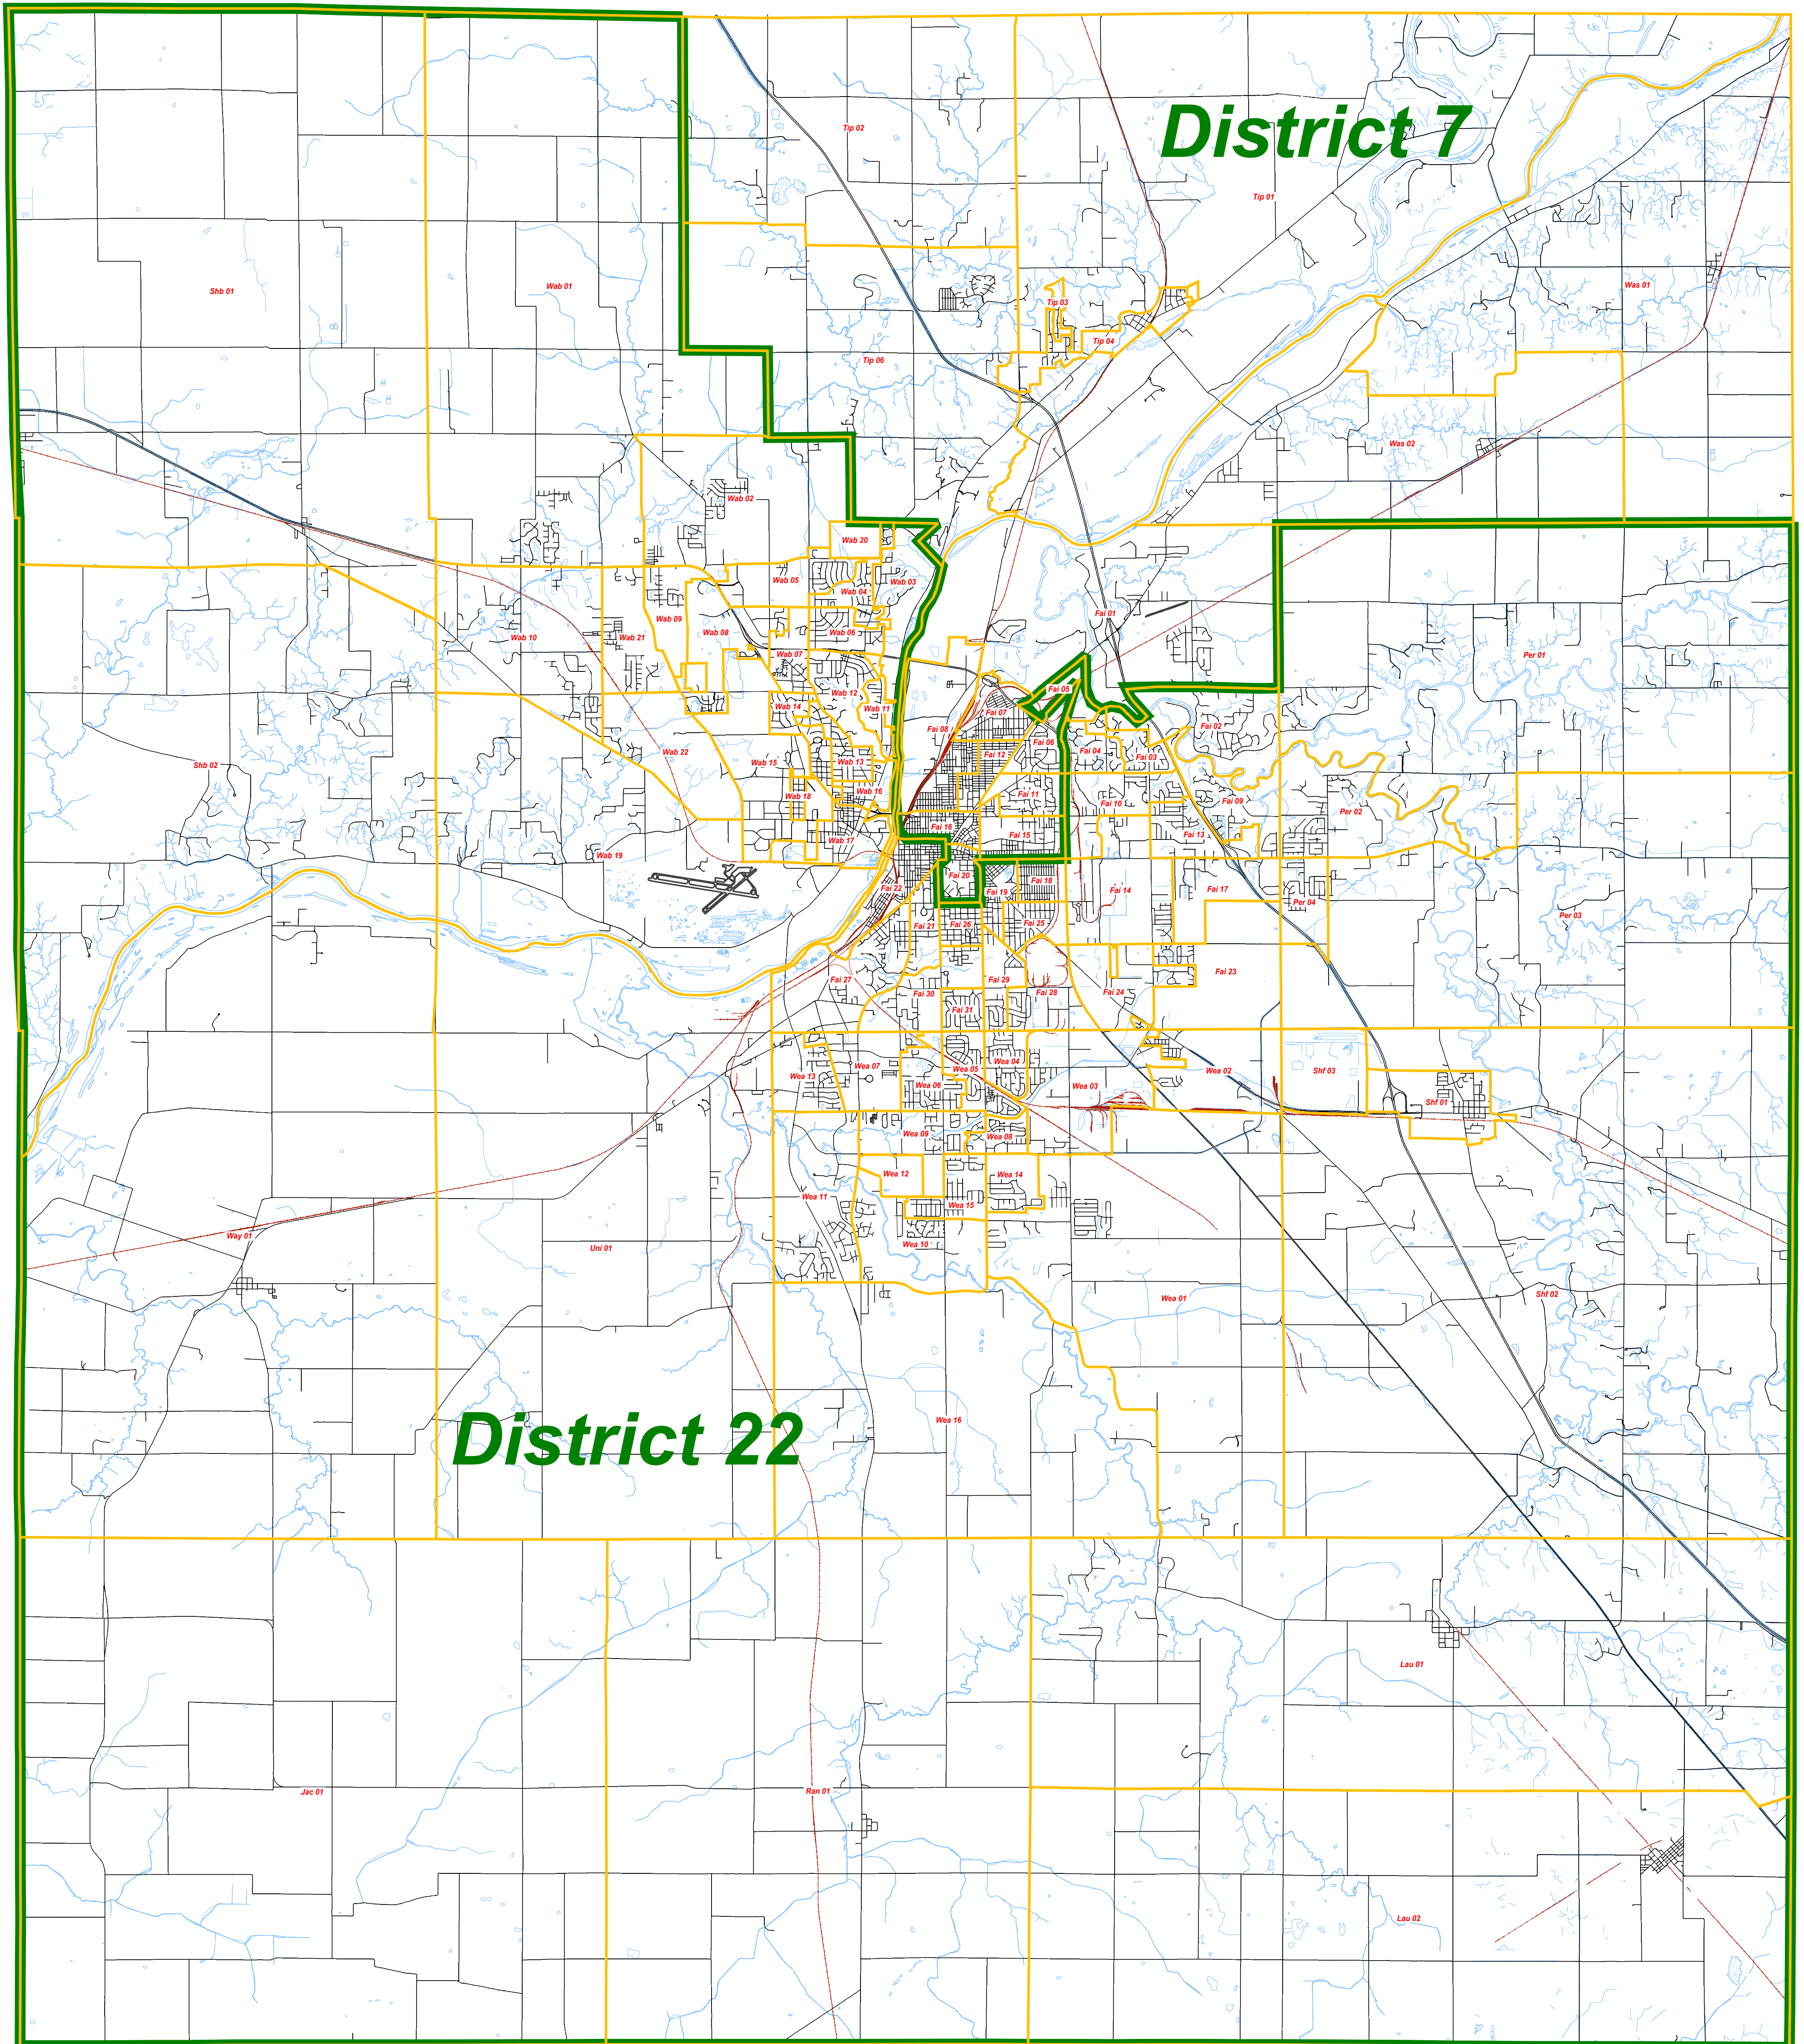 District 7
Tip 02
Tip 01
Shb 01
Wab 01
Was 01
Tip 03
Tip 04
Tip 06
Was 02
Wab 02
Wab 20
Wab 05
Wab 03
Wab 04
Fai 01
Wab 09
Wab 08
Wab 06
Wab 10
Wab 21
Wab 07
Per 01
Fai 05
Wab 12
Wab 14
Wab 11
Fai 07
Fai 08
Fai 02
Fai 06
Wab 22
Fai 12
Fai 04
Fai 03
Shb 02
Wab 15
Wab 13
Wab 16
Wab 18
Fai 11
Fai 10
Fai 09
Per 02
Fai 16
Fai 15
Fai 13
Wab 17
Wab 19
Fai 20
Fai 18
Fai 22
Fai 19
Fai 14
Fai 17
Per 04
Per 03
Fai 21
Fai 26
Fai 25
Fai 23
Fai 27
Fai 29
Fai 30
Fai 28
Fai 24
Fai 31
Wea 04
Wea 07
Wea 05
Wea 02
Shf 03
Wea 13
Wea 06
Wea 03
Shf 01
Wea 09
Wea 08
Wea 12
Wea 14
Wea 11
Wea 15
Way 01
Uni 01
Wea 10
Shf 02
Wea 01
Wea 16
District 22
Lau 01
Jac 01
Ran 01
Lau 02